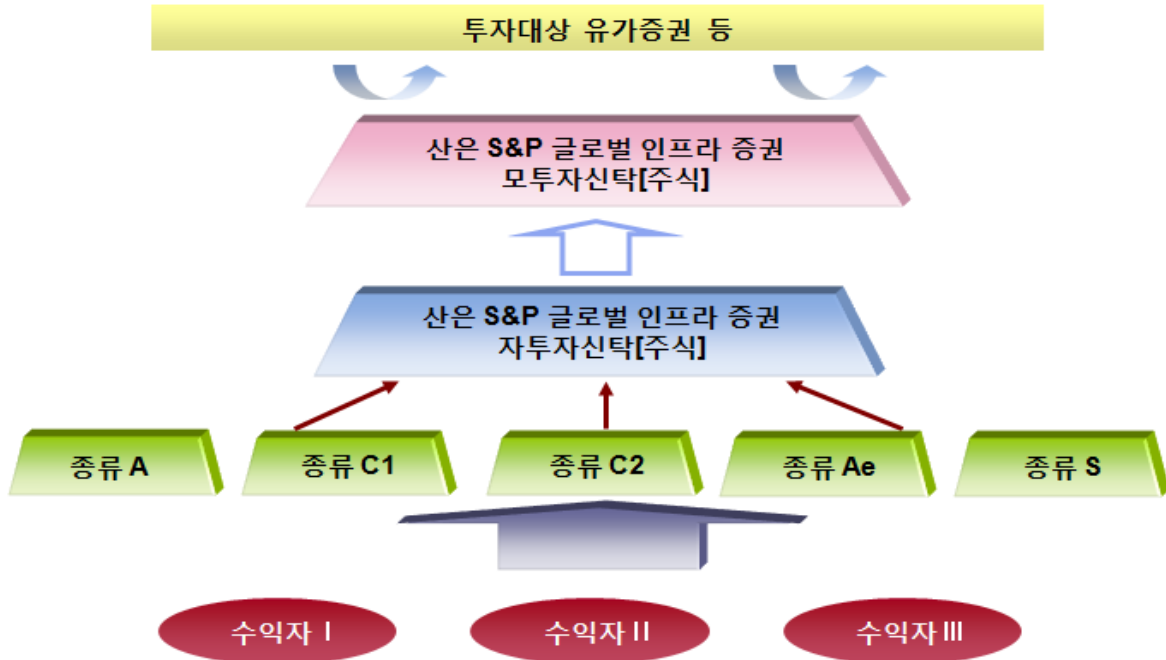 투자대상 유가증권 등
산은 S&P 글로벌 인프라 증권
모투자신탁[주식]
산은 S&P 글로벌 인프라 증권
자투자신탁[주식]
종류 A
종류 C1
종류 C2
종류 Ae
종류 S
수익자 Ⅰ
수익자 Ⅱ
수익자 Ⅲ